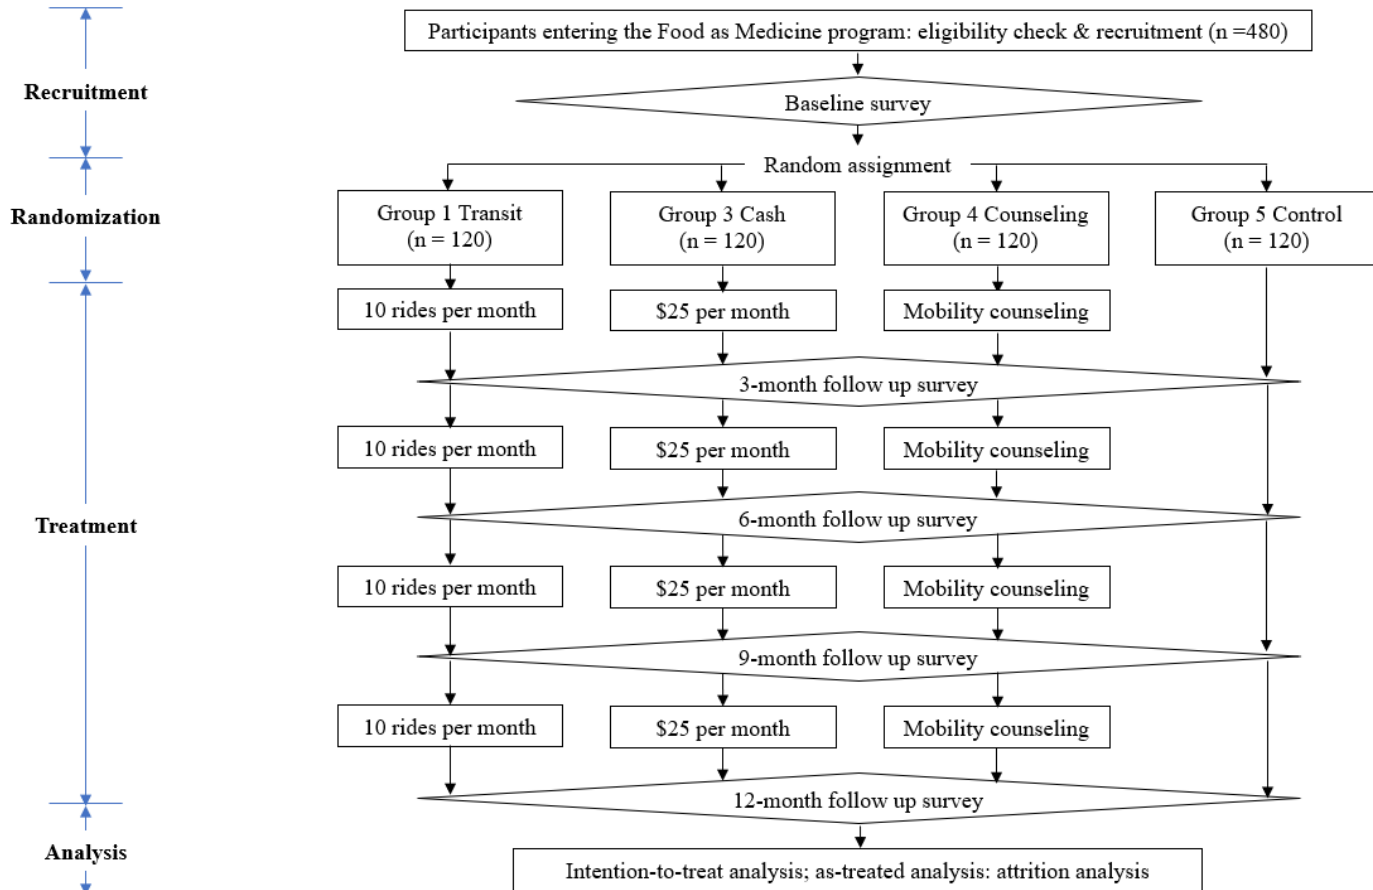 Participants entering the Food as Medicine program: eligibility check & recruitment (n =480)
Recruitment
Baseline survey
Random assignment
Randomization
Group 1 Transit
(n = 120)
Group 3 Cash
(n = 120)
Group 4 Counseling
(n = 120)
Group 5 Control
(n = 120)
10 rides per month
$25 per month
Mobility counseling
3-month follow up survey
10 rides per month
$25 per month
Mobility counseling
6-month follow up survey
Treatment
10 rides per month
$25 per month
Mobility counseling
9-month follow up survey
10 rides per month
$25 per month
Mobility counseling
12-month follow up survey
Analysis
Intention-to-treat analysis; as-treated analysis: attrition analysis